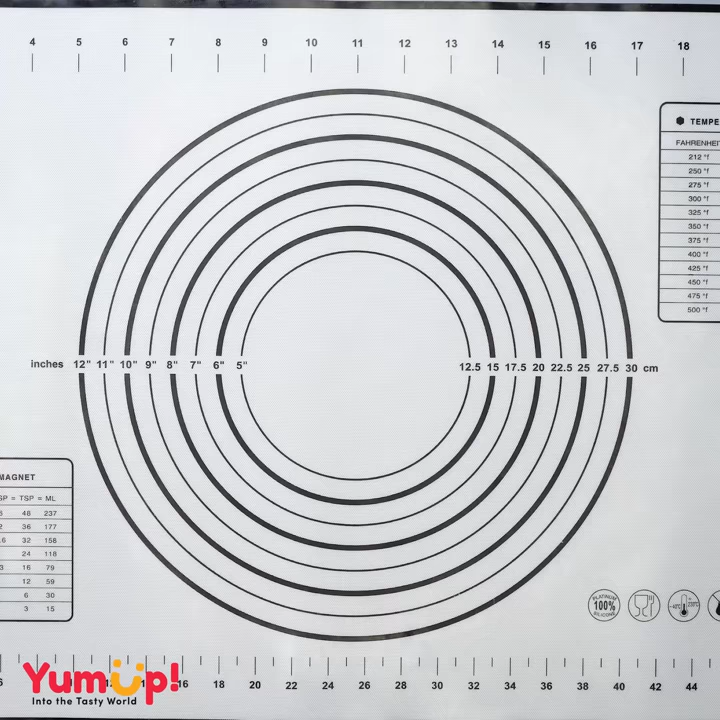 4 5 6 7 8 9 10 11 12 13 14 15 16 17 18
TEMPE
FAHRENHEIT
212 °f
250 °f
275 °f
300 °f
325 °f
350 °f
375 °f
400 °f
425 °f
450 °f
475 °f
500 °f
inches 12" 11" 10" 9" 8" 7" 6" 5" 12.5 15 17.5 20 22.5 25 27.5 30 cm
MAGNET
SP = TSP = ML
48 237
36 177
32 158
24 118
16 79
12 59
6 30
3 15
PLATINUM
100%
SILICONE
YumUp!
Into the Tasty World
16 18 20 22 24 26 28 30 32 34 36 38 40 42 44